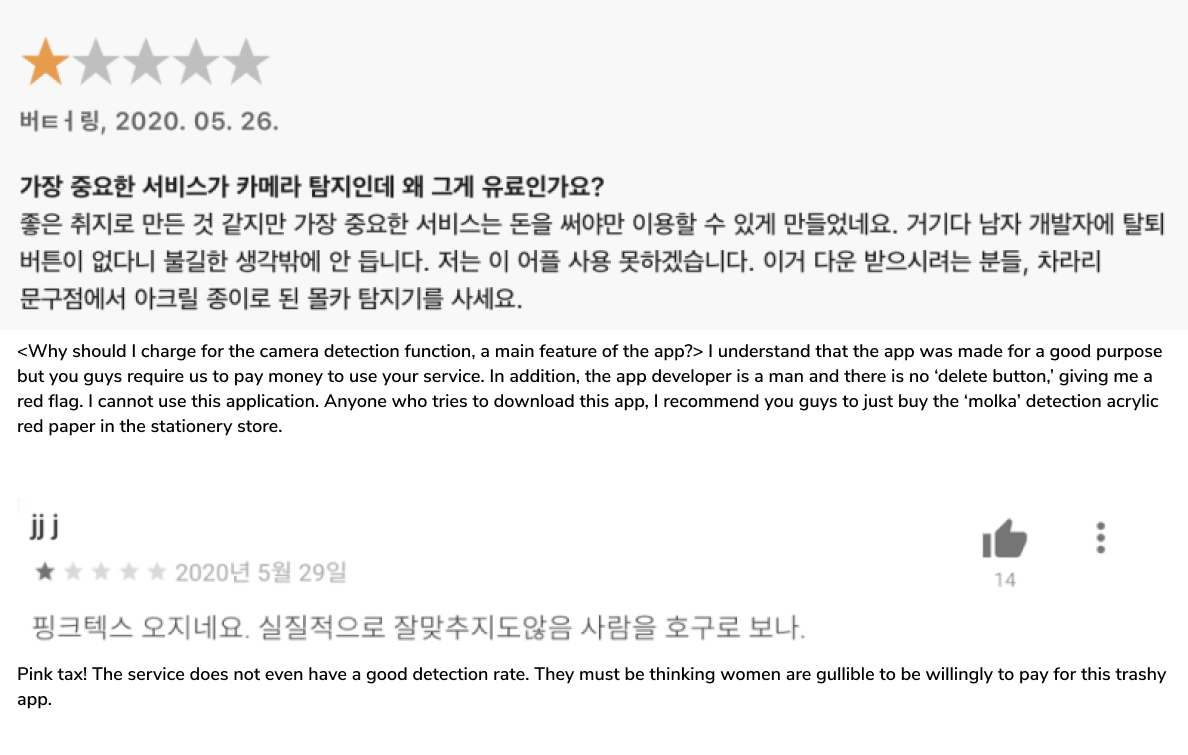 버ㅌㅓ링, 2020. 05. 26.
가장 중요한 서비스가 카메라 탐지인데 왜 그게 유료인가요?
좋은 취지로 만든 것 같지만 가장 중요한 서비스는 돈을 써야만 이용할 수 있게 만들었네요. 거기다 남자 개발자에 탈퇴
버튼이 없다니 불길한 생각밖에 안 듭니다. 저는 이 어플 사용 못하겠습니다. 이거 다운 받으시려는 분들, 차라리
문구점에서 아크릴 종이로 된 몰카 탐지기를 사세요.
<Why should I charge for the camera detection function, a main feature of the app?> I understand that the app was made for a good purpose
but you guys require us to pay money to use your service. In addition, the app developer is a man and there is no ‘delete button,’ giving me a
red flag. I cannot use this application. Anyone who tries to download this app, I recommend you guys to just buy the ‘molka’ detection acrylic
red paper in the stationery store.
jj j
2020년 5월 29일
14
핑크텍스 오지네요. 실질적으로 잘맞추지도않음 사람을 호구로 보나.
Pink tax! The service does not even have a good detection rate. They must be thinking women are gullible to be willingly to pay for this trashy
app.